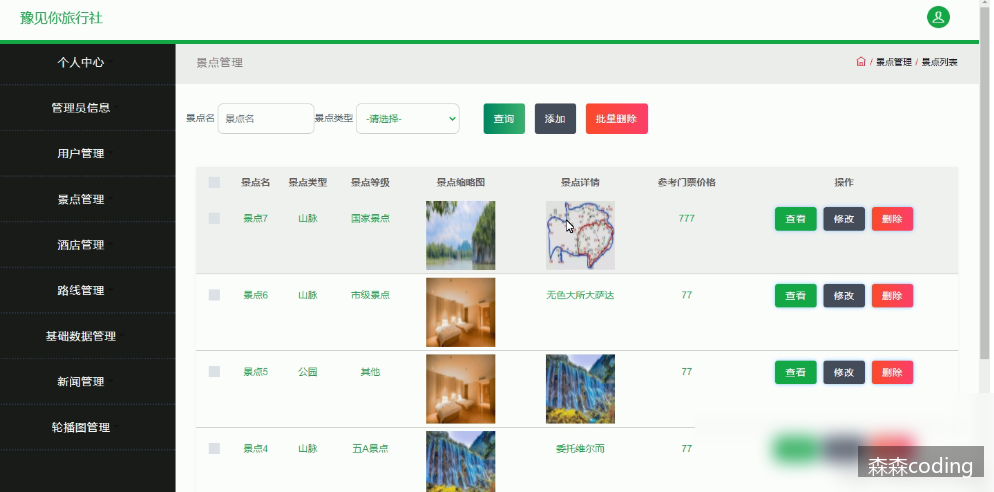 豫见你旅行社
个人中心
管理员信息
用户管理
景点管理
酒店管理
路线管理
基础数据管理
新闻管理
轮播图管理
景点管理
/ 景点管理 / 景点列表
景点名 景点名 景点类型 -请选择- 查询 添加 批量删除
景点名 景点类型 景点等级 景点缩略图 景点详情 参考门票价格 操作
景点7 山脉 国家景点 777 查看 修改 删除
景点6 山脉 市级景点 无色大所大萨达 77 查看 修改 删除
景点5 公园 其他 77 查看 修改 删除
景点4 山脉 五A景点 委托维尔而 77
森森coding